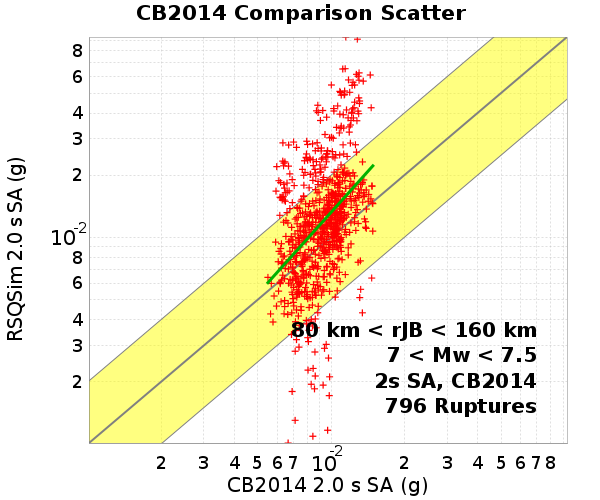 CB2014 Comparison Scatter
RSQSim 2.0 s SA (g)
8
6
4
3
2
10-2
8
6
4
3
2
80 km < rJB < 160 km
7 < Mw < 7.5
2s SA, CB2014
796 Ruptures
2 3 4 5 6 7 10-2 2 3 4 5 6 7 8
CB2014 2.0 s SA (g)